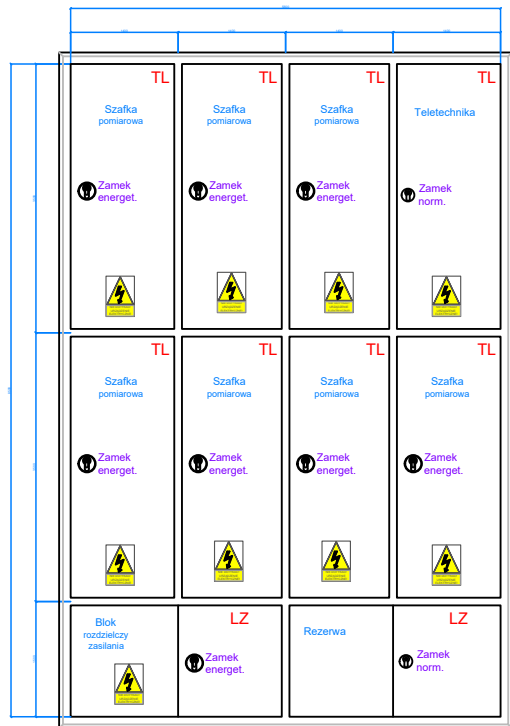 TL
TL
TL
TL
Szafka
pomiarowa
Szafka
pomiarowa
Szafka
pomiarowa
Teletechnika
Zamek
energet.
Zamek
energet.
Zamek
energet.
Zamek
norm.
TL
TL
TL
TL
Szafka
pomiarowa
Szafka
pomiarowa
Szafka
pomiarowa
Szafka
pomiarowa
Zamek
energet.
Zamek
energet.
Zamek
energet.
Zamek
energet.
Blok
rozdzielczy
zasilania
LZ
Zamek
energet.
Rezerwa
LZ
Zamek
norm.